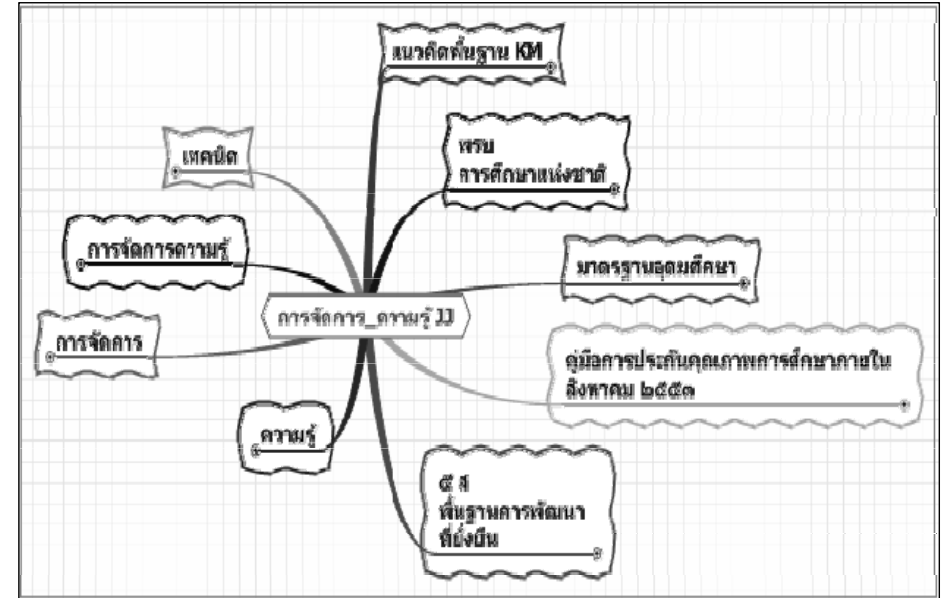 แนวคิดพื้นฐาน KM
เทคนิค
พรบ
การศึกษาแห่งชาติ
การจัดการความรู้
มาตรฐานอุดมศึกษา
การจัดการ_ความรู้ JJ
การจัดการ
คู่มือการประกันคุณภาพการศึกษาภายใน
สิงหาคม ๒๕๕๓
ความรู้
๕ ส
พื้นฐานการพัฒนา
ที่ยั่งยืน